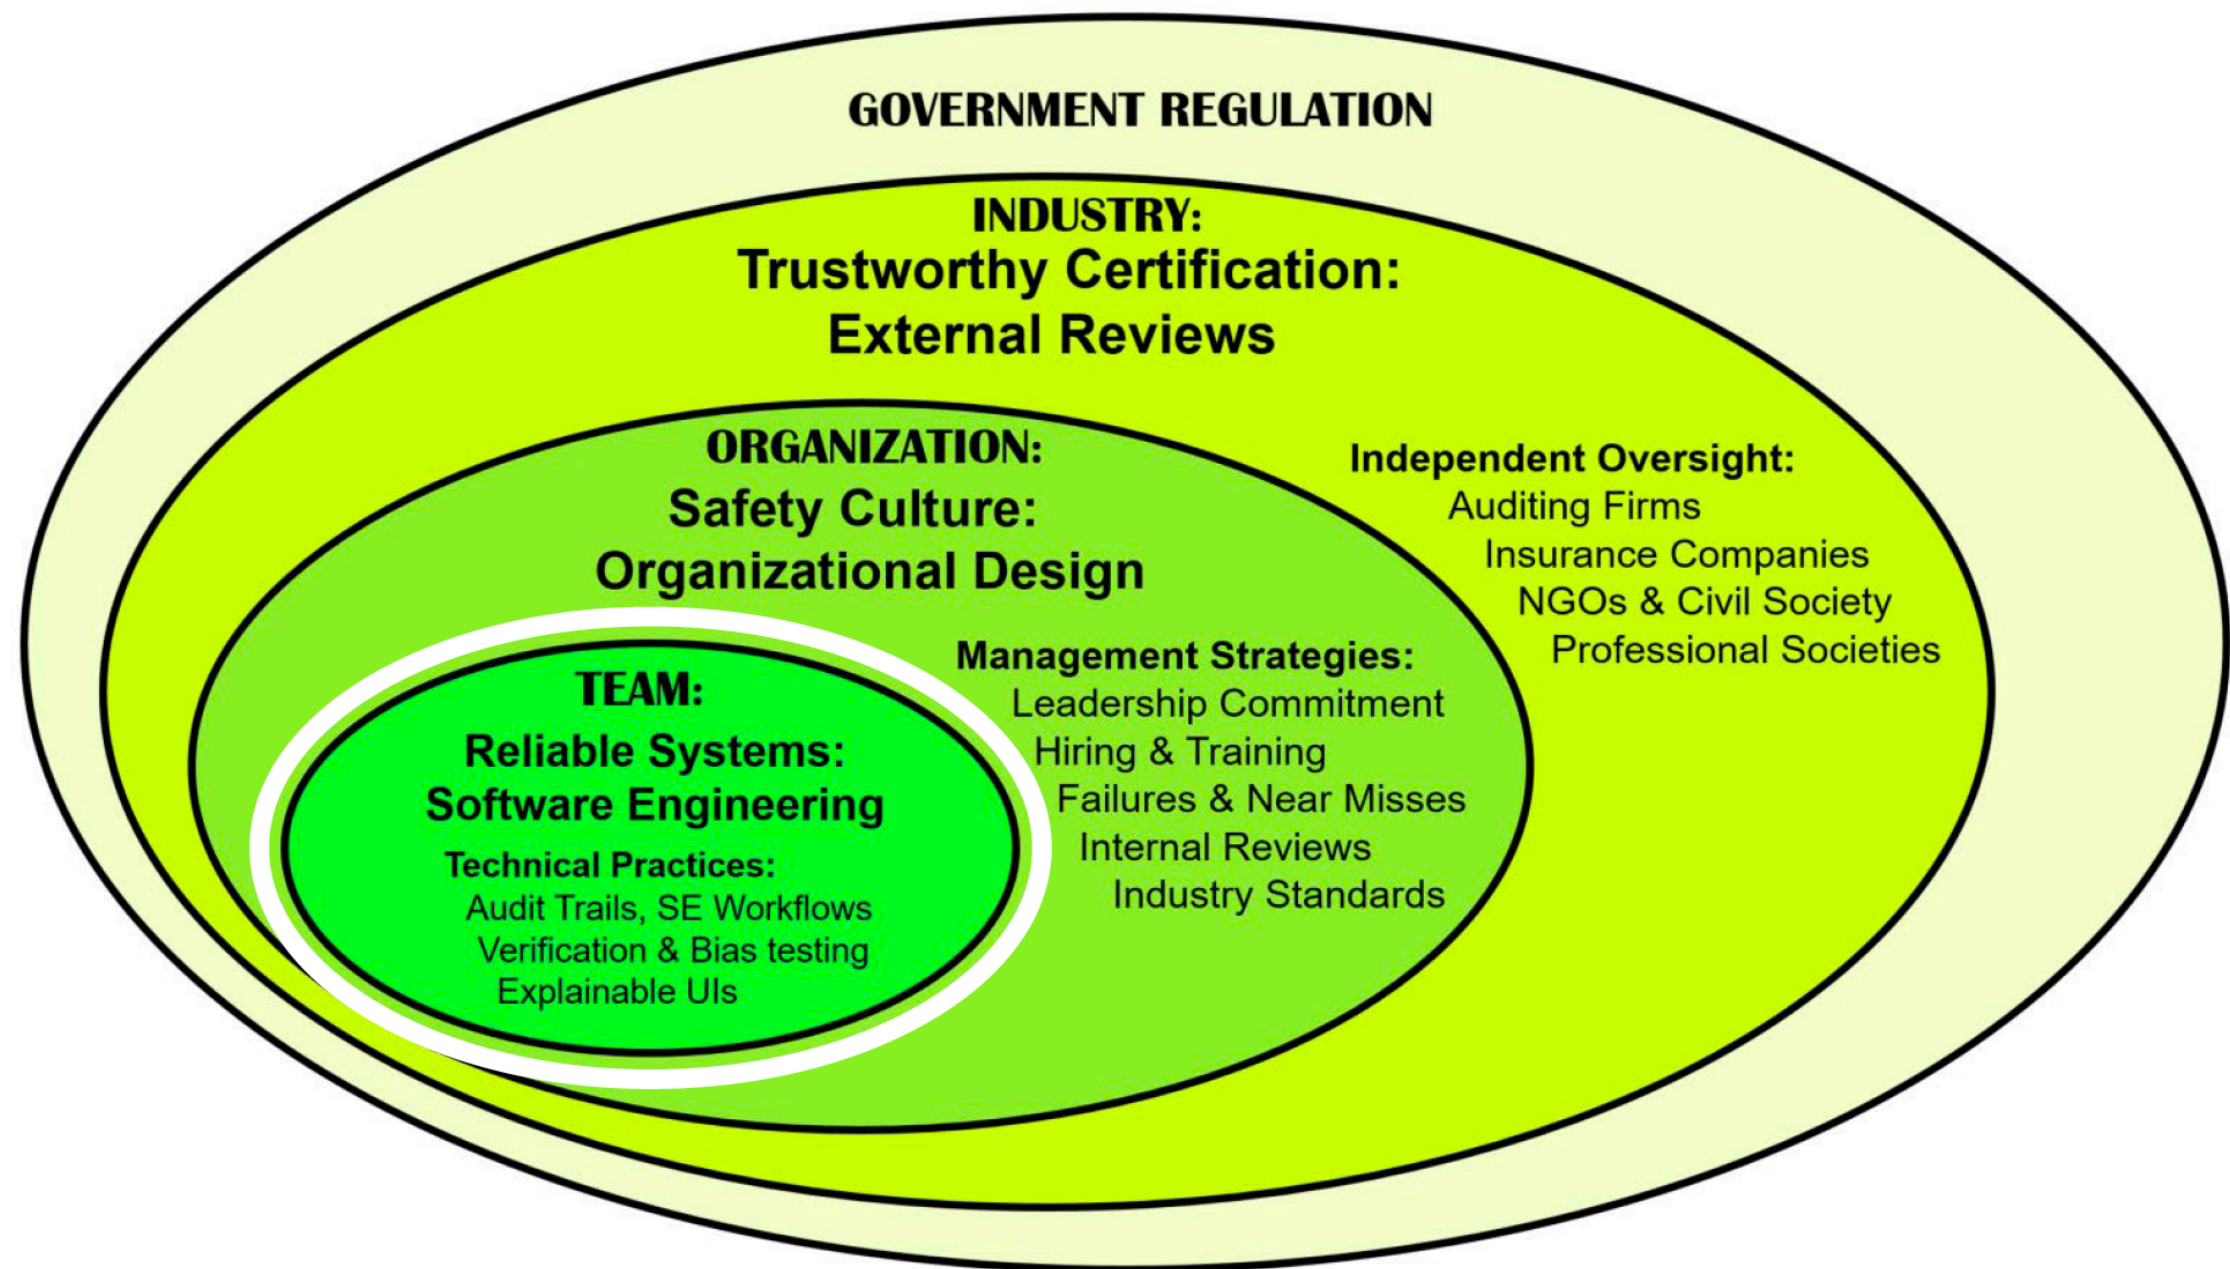 GOVERNMENT REGULATION
INDUSTRY:
Trustworthy Certification:
External Reviews
ORGANIZATION:
Safety Culture:
Organizational Design
Independent Oversight:
Auditing Firms
Insurance Companies
NGOs & Civil Society
Professional Societies
Management Strategies:
Leadership Commitment
Hiring & Training
Failures & Near Misses
Internal Reviews
Industry Standards
TEAM:
Reliable Systems:
Software Engineering
Technical Practices:
Audit Trails, SE Workflows
Verification & Bias testing
Explainable UIs